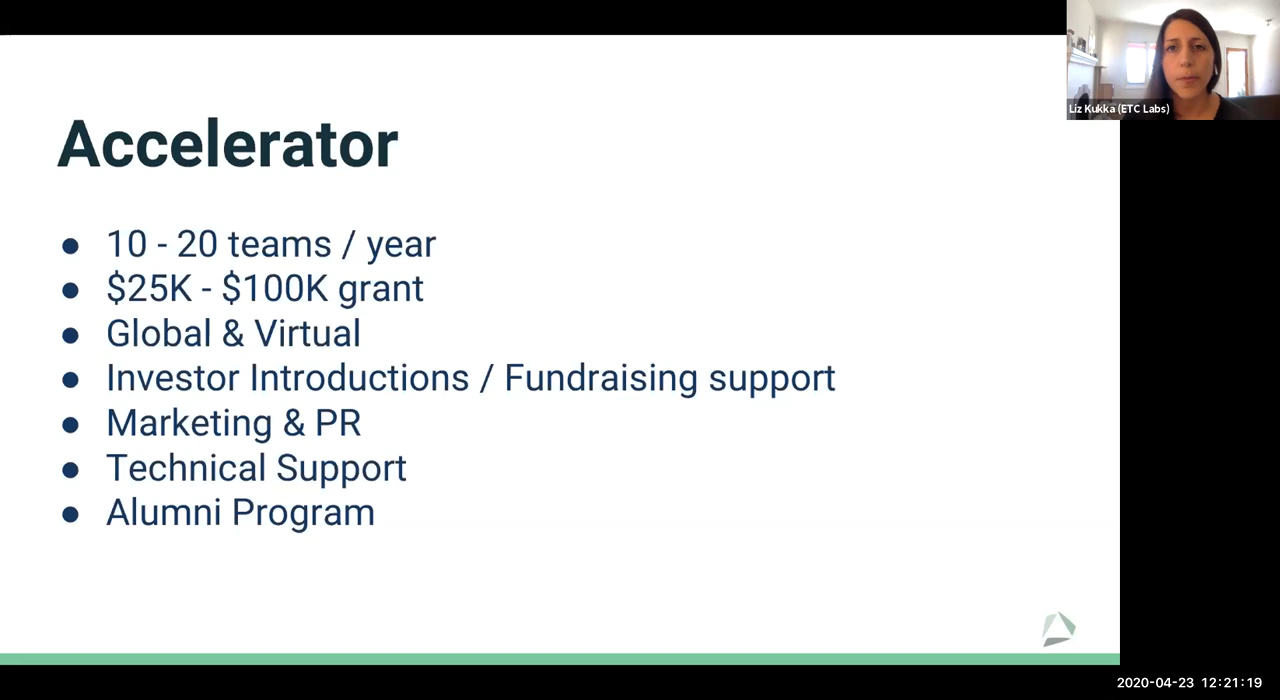 Liz Kukka (ETC Labs)
Accelerator
● 10 - 20 teams / year
● $25K - $100K grant
● Global & Virtual
● Investor Introductions / Fundraising support
● Marketing & PR
● Technical Support
● Alumni Program
2020-04-23 12:21:19